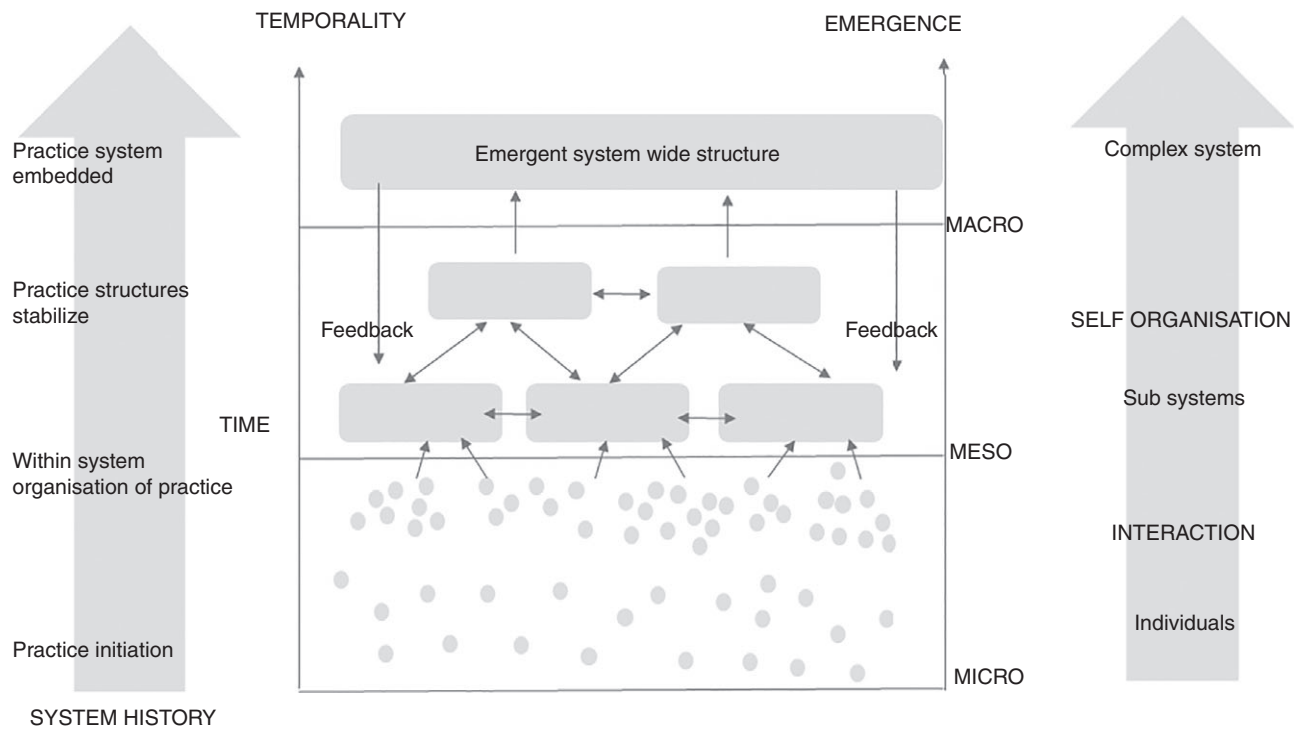 TEMPORALITY
EMERGENCE
Practice system
embedded
Emergent system wide structure
Complex system
MACRO
Practice structures
stabilize
Feedback
Feedback
SELF ORGANISATION
Sub systems
TIME
MESO
Within system
organisation of practice
INTERACTION
Individuals
Practice initiation
MICRO
SYSTEM HISTORY